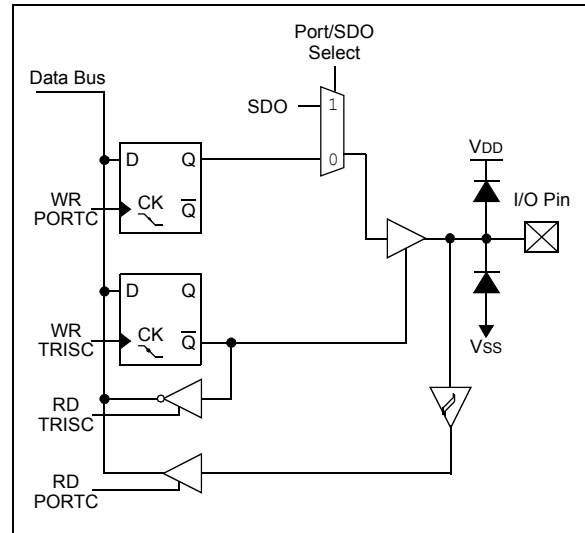 Port/SDO
Select
Data Bus
SDO
1
0
VDD
I/O Pin
D
Q
WR
PORTC
CK
Q
D
Q
WR
TRISC
CK
Q
VSS
RD
TRISC
RD
PORTC